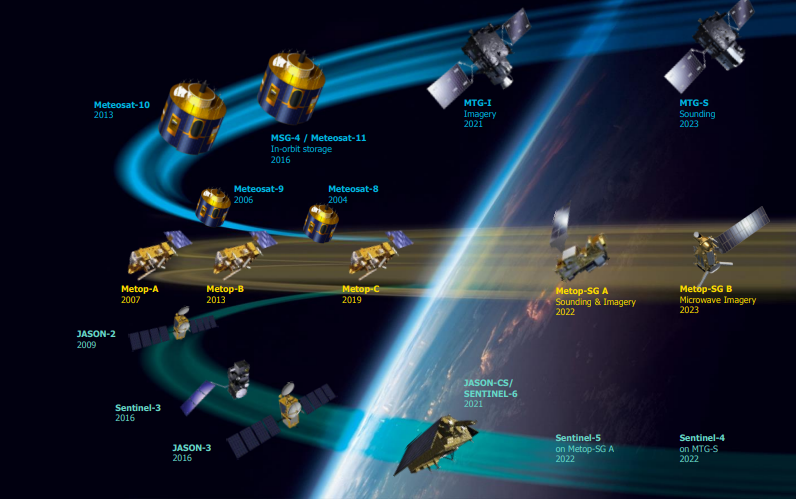 Meteosat-10
2013
MSG-4 / Meteosat-11
In-orbit storage
2016
MTG-I
Imagery
2021
MTG-S
Sounding
2023
Meteosat-9
2006
Meteosat-8
2004
Metop-A
2007
Metop-B
2013
Metop-C
2019
Metop-SG A
Sounding & Imagery
2022
Metop-SG B
Microwave Imagery
2023
JASON-2
2009
Sentinel-3
2016
JASON-3
2016
JASON-CS/
SENTINEL-6
2021
Sentinel-5
on Metop-SG A
2022
Sentinel-4
on MTG-S
2022